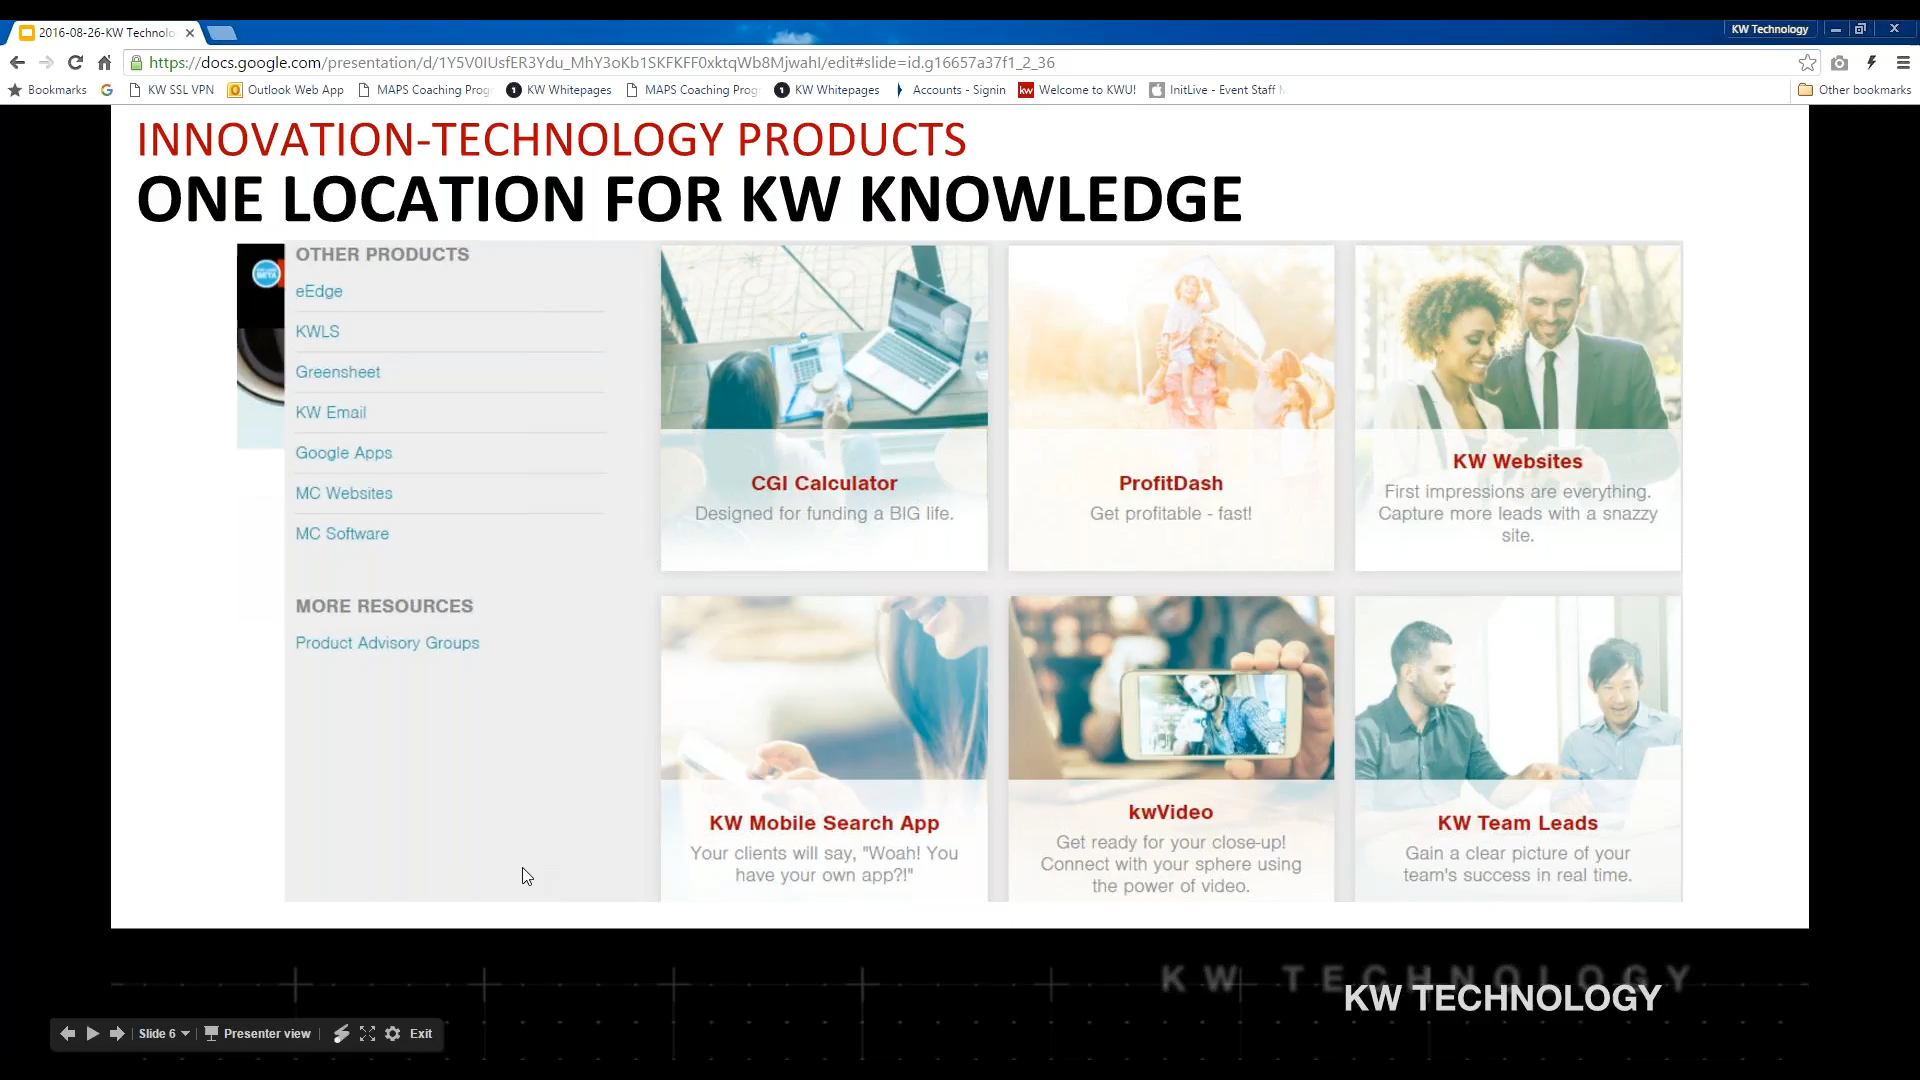 2016-08-26-KW Technolo
KW Technology
https://docs.google.com/presentation/d/1Y5V0IUsfER3Ydu_MhY3oKb1SKFKFF0xktqWb8Mjwahl/edit#slide=id.g16657a37f1_2_36
Bookmarks KW SSL VPN Outlook Web App MAPS Coaching Prog KW Whitepages MAPS Coaching Prog KW Whitepages Accounts - Signin kw Welcome to KWU! InitLive - Event Staff Other bookmarks
INNOVATION-TECHNOLOGY PRODUCTS
ONE LOCATION FOR KW KNOWLEDGE
BETA
OTHER PRODUCTS
eEdge
KWLS
Greensheet
KW Email
Google Apps
MC Websites
MC Software
MORE RESOURCES
Product Advisory Groups
CGI Calculator
Designed for funding a BIG life.
ProfitDash
Get profitable - fast!
KW Websites
First impressions are everything.
Capture more leads with a snazzy
site.
KW Mobile Search App
Your clients will say, "Woah! You
have your own app?!"
kwVideo
Get ready for your close-up!
Connect with your sphere using
the power of video.
KW Team Leads
Gain a clear picture of your
team's success in real time.
KW TECHNOLOGY
KW TECHNOLOGY
Slide 6 Presenter view Exit